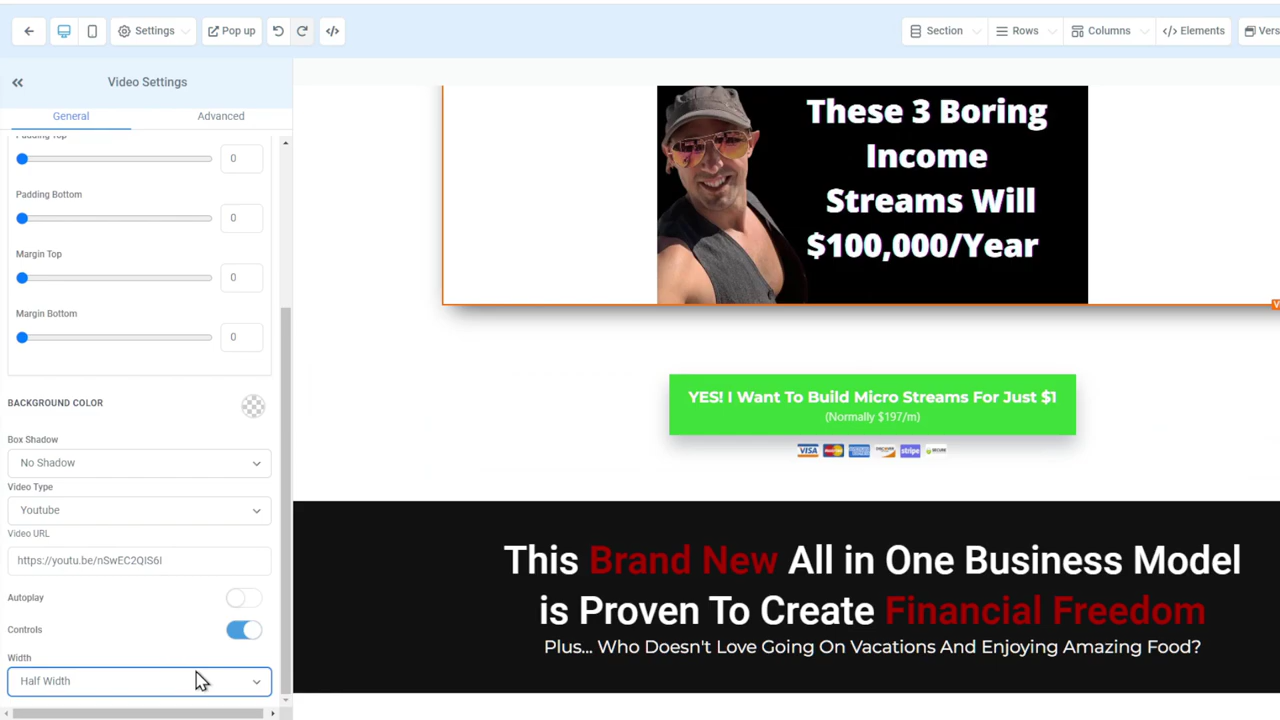 Settings
Pop up
Section
Rows
Columns
</> Elements
Vers
Video Settings
General
Advanced
Padding Top
0
Padding Bottom
0
Margin Top
0
Margin Bottom
0
BACKGROUND COLOR
Box Shadow
No Shadow
Video Type
Youtube
Video URL
https://youtu.be/nSwEC2QIS6I
Autoplay
Controls
Width
Half Width
These 3 Boring
Income
Streams Will
$100,000/Year
V
YES! I Want To Build Micro Streams For Just $1
(Normally $197/m)
VISA
DISCOVER
stripe
SECURE
This Brand New All in One Business Model
is Proven To Create Financial Freedom
Plus... Who Doesn't Love Going On Vacations And Enjoying Amazing Food?